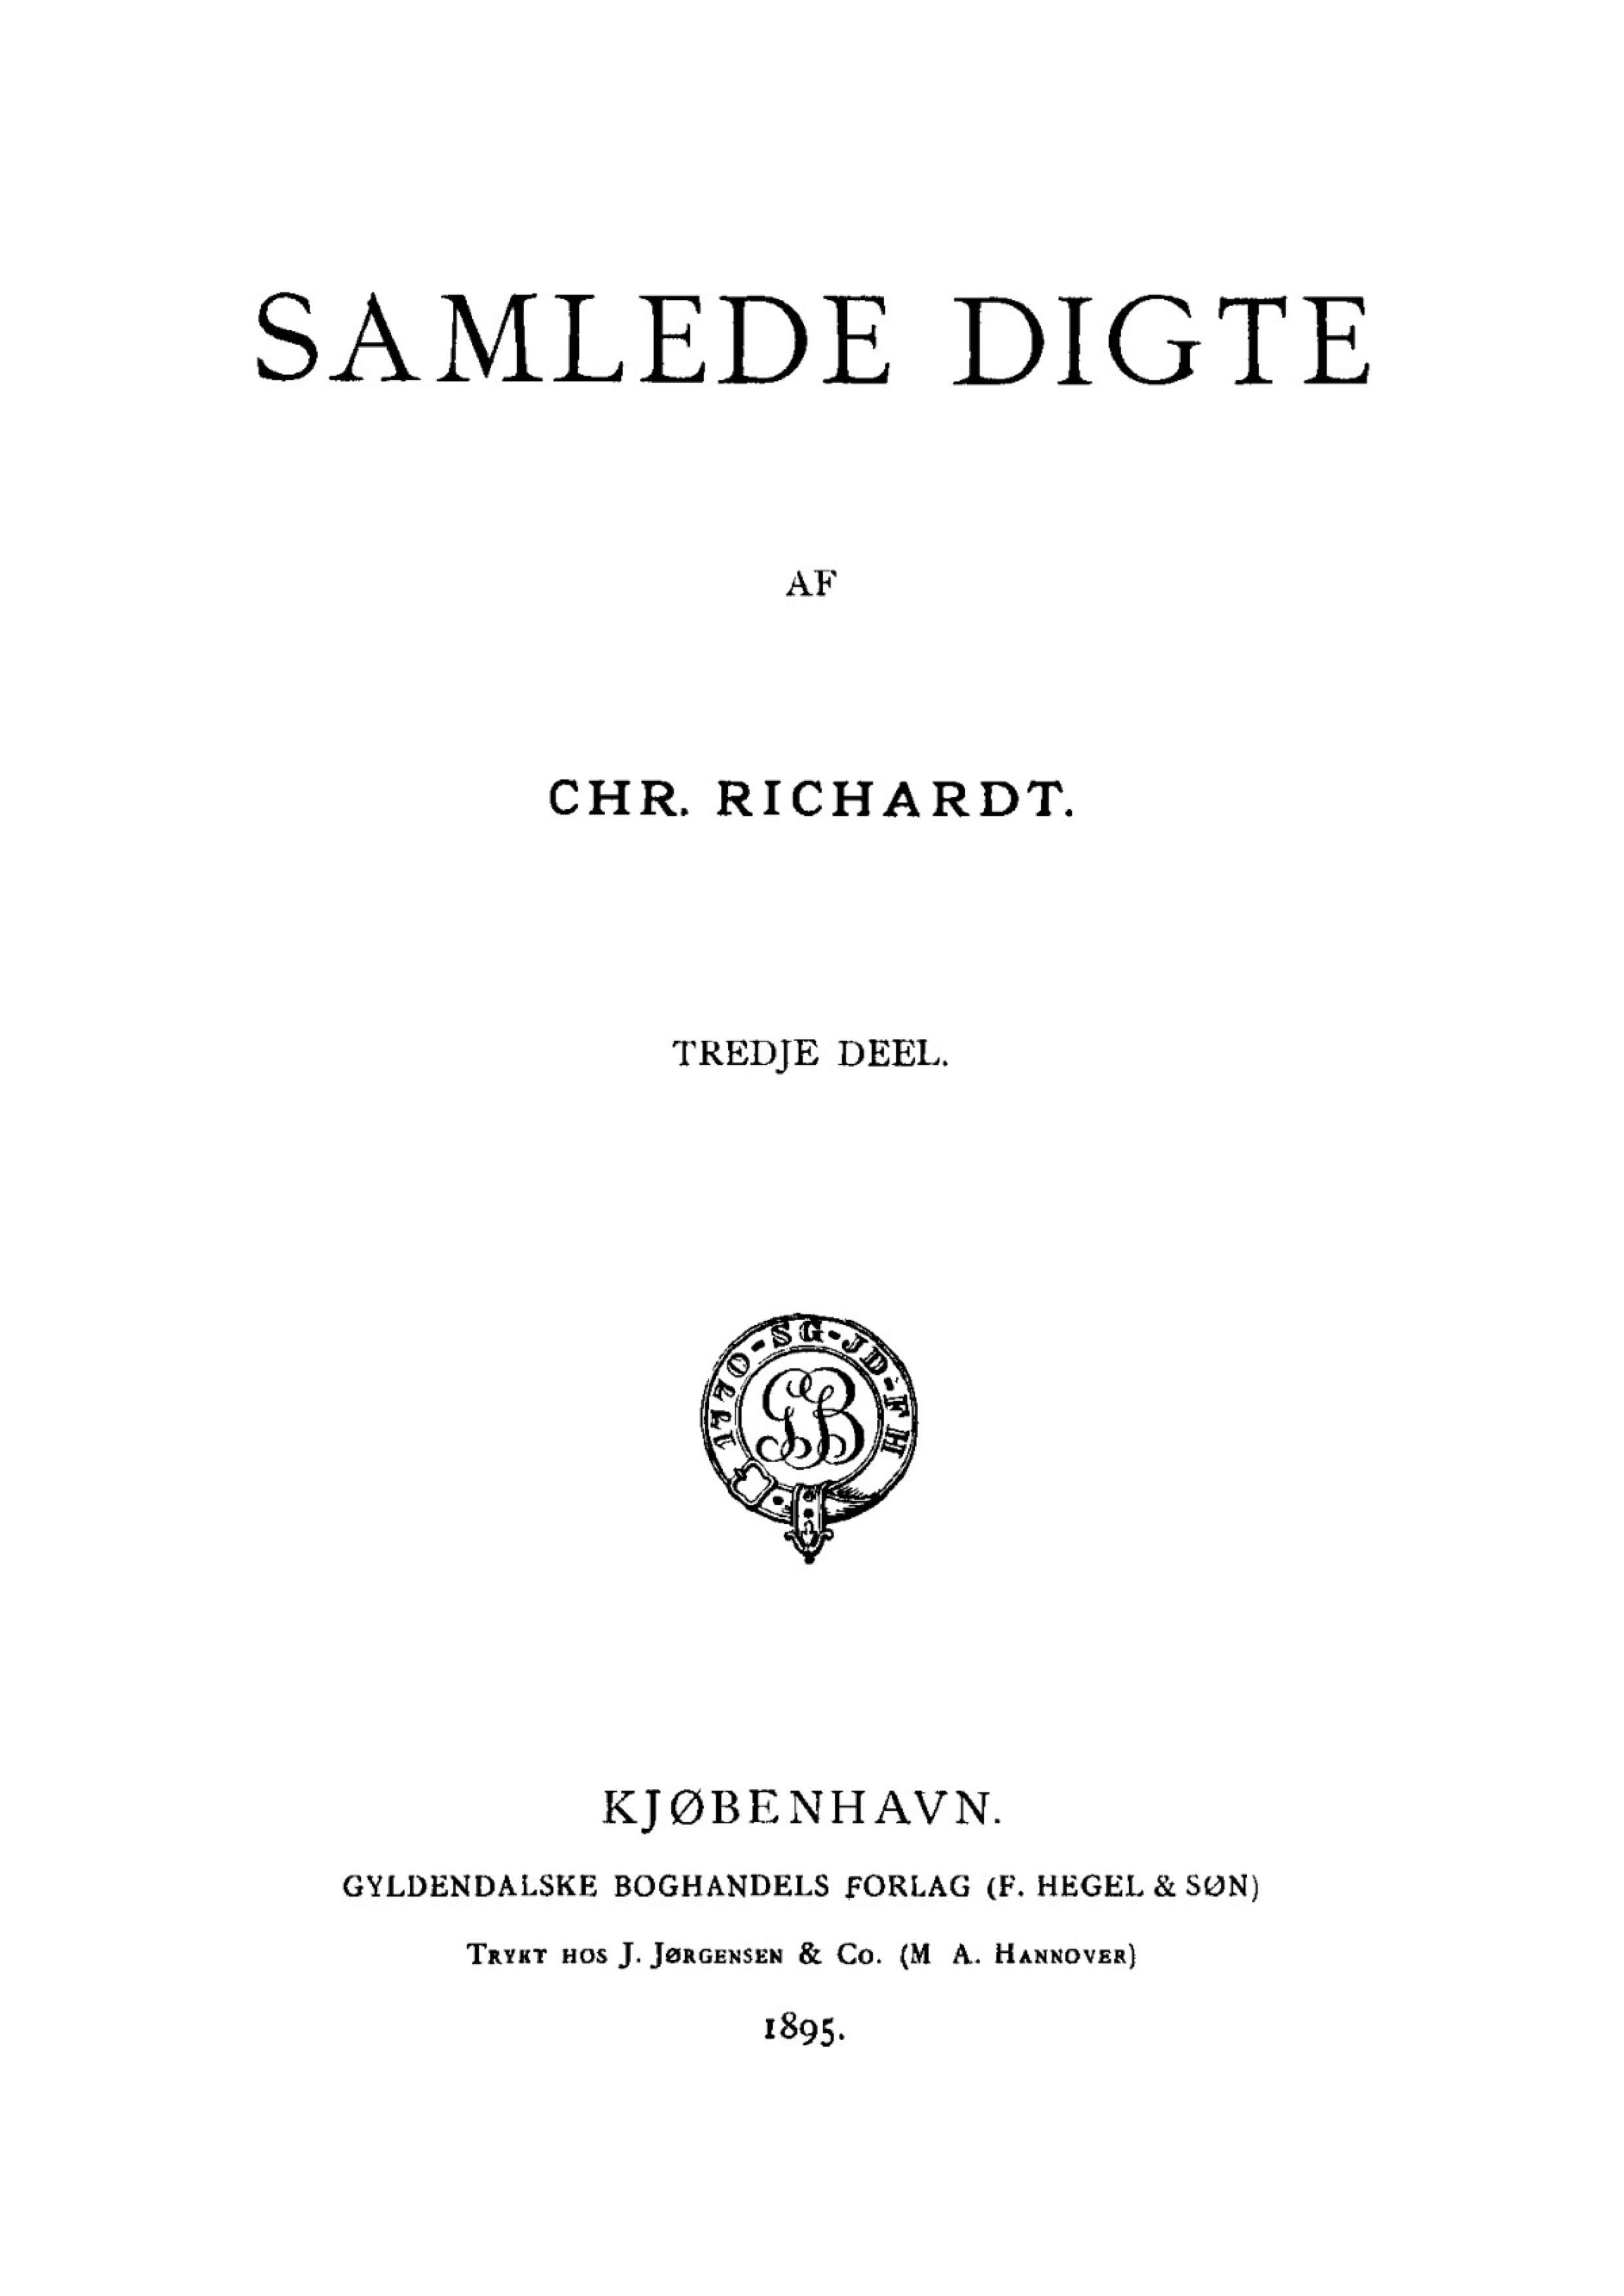 SAMLEDE DIGTE
AF
CHR. RICHARDT.
TREDJE DEEL.
1770-SG-JD-FH
GB
KJØBENHAVN.
GYLDENDALSKE BOGHANDELS FORLAG (F. HEGEL & SØN)
TRYKT HOS J. JØRGENSEN & CO. (M A. HANNOVER)
1895.